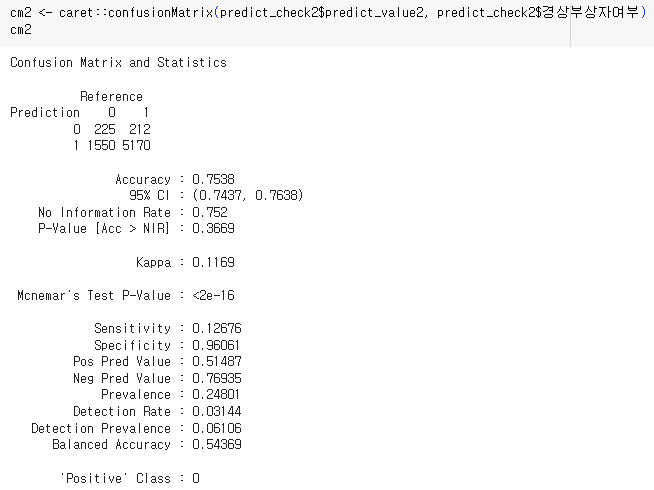 cm2 <- caret::confusionMatrix(predict_check2$predict_value2, predict_check2$경상부상자여부)
cm2
Confusion Matrix and Statistics
Reference
Prediction 0 1
0 225 212
1 1550 5170
Accuracy : 0.7538
95% CI : (0.7437, 0.7638)
No Information Rate : 0.752
P-Value [Acc > NIR] : 0.3669
Kappa : 0.1169
Mcnemar's Test P-Value : <2e-16
Sensitivity : 0.12676
Specificity : 0.96061
Pos Pred Value : 0.51487
Neg Pred Value : 0.76935
Prevalence : 0.24801
Detection Rate : 0.03144
Detection Prevalence : 0.06106
Balanced Accuracy : 0.54369
'Positive' Class : 0